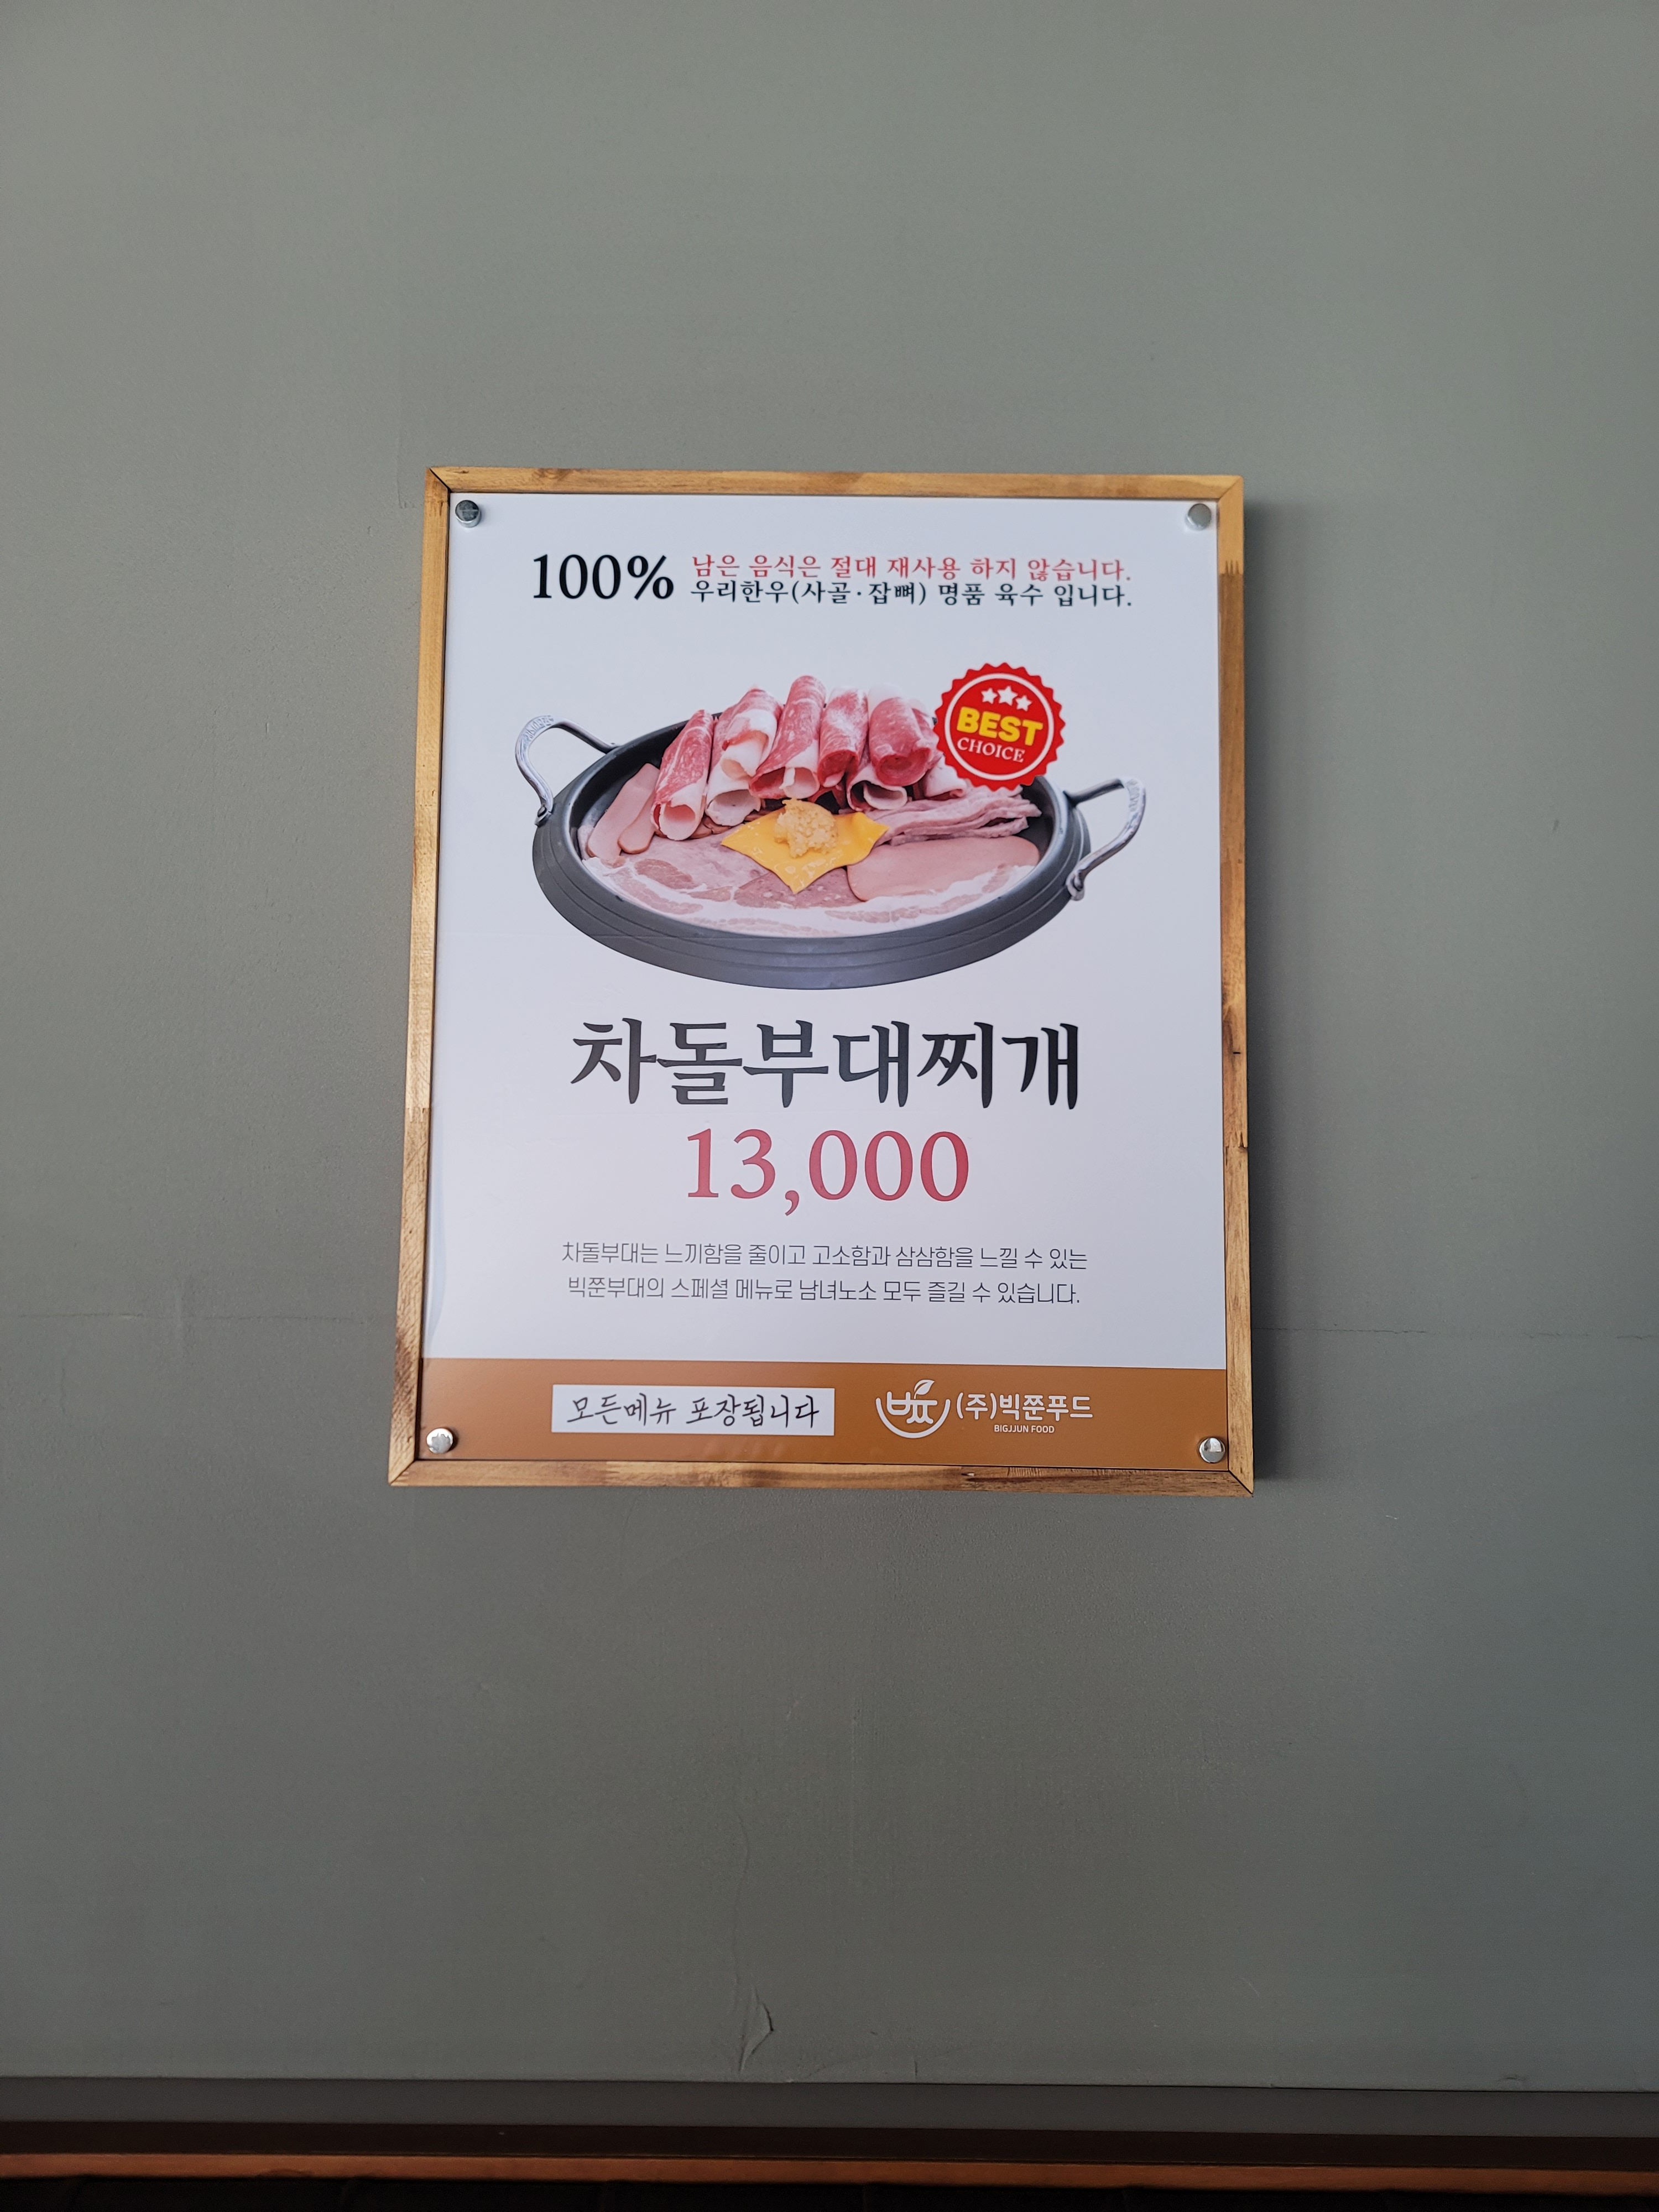 100%
남은 음식은 절대 재사용 하지 않습니다.
우리한우(사골·잡뼈) 명품 육수 입니다.
BEST
CHOICE
차돌부대찌개
13,000
차돌부대는 느끼함을 줄이고 고소함과 삼삼함을 느낄 수 있는
빅쭌부대의 스페셜 메뉴로 남녀노소 모두 즐길 수 있습니다.
모든메뉴 포장됩니다
(주)빅쭌푸드
BIGJJUN FOOD